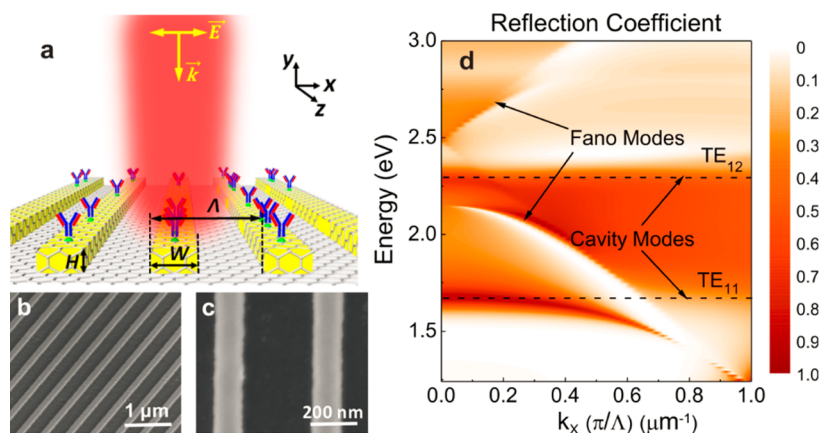 a
E
k
y
x
z
Λ
H
W
b
1 μm
c
200 nm
Reflection Coefficient
d
3.0
2.5
2.0
1.5
Energy (eV)
Fano Modes
TE₁₂
Cavity Modes
TE₁₁
0.0 0.2 0.4 0.6 0.8 1.0
kₓ (π/Λ) (μm⁻¹)
0
0.1
0.2
0.3
0.4
0.5
0.6
0.7
0.8
0.9
1.0